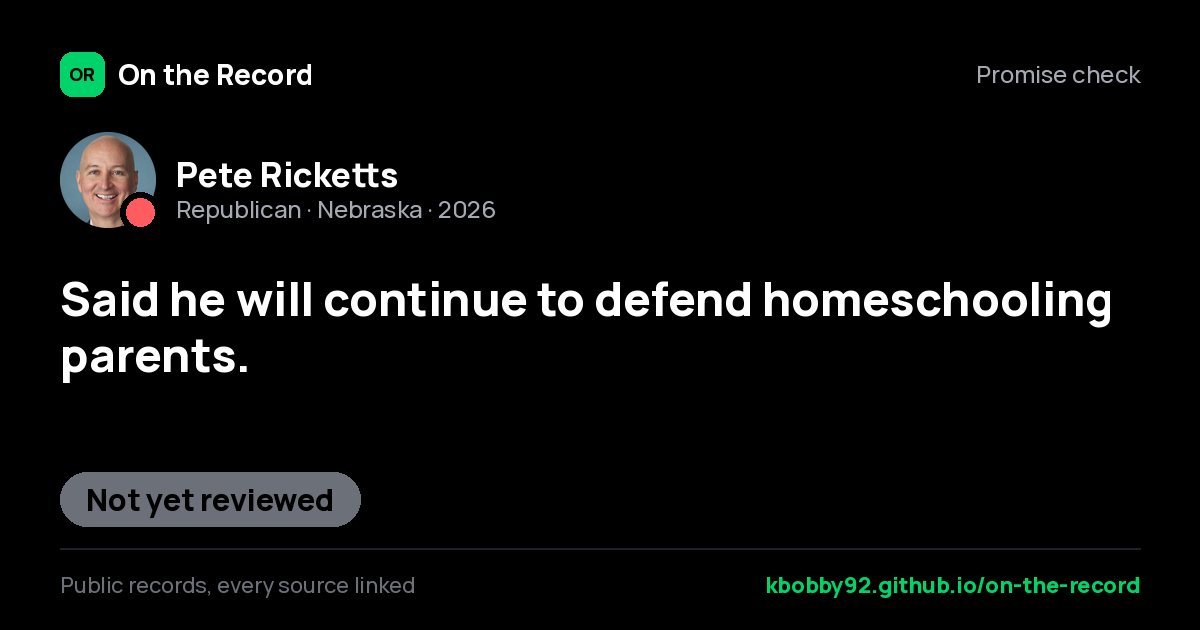 OR On the Record
Promise check
Pete Ricketts
Republican · Nebraska · 2026
Said he will continue to defend homeschooling
parents.
Not yet reviewed
Public records, every source linked
kbobby92.github.io/on-the-record